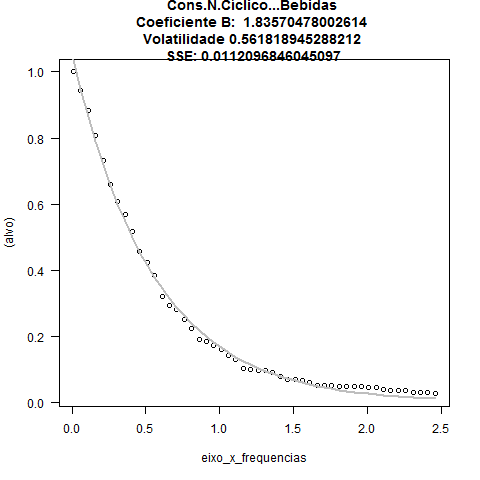 Cons.N.Ciclico...Bebidas
Coeficiente B:  1.83570478002614
Volatilidade 0.561818945288212
SSE: 0.0112096846045097
1.0
0.8
0.6
0.4
0.2
0.0
(alvo)
0.0 0.5 1.0 1.5 2.0 2.5
eixo_x_frequencias